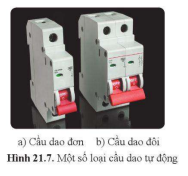 a) Cầu dao đơn b) Cầu dao đôi
Hình 21.7. Một số loại cầu dao tự động